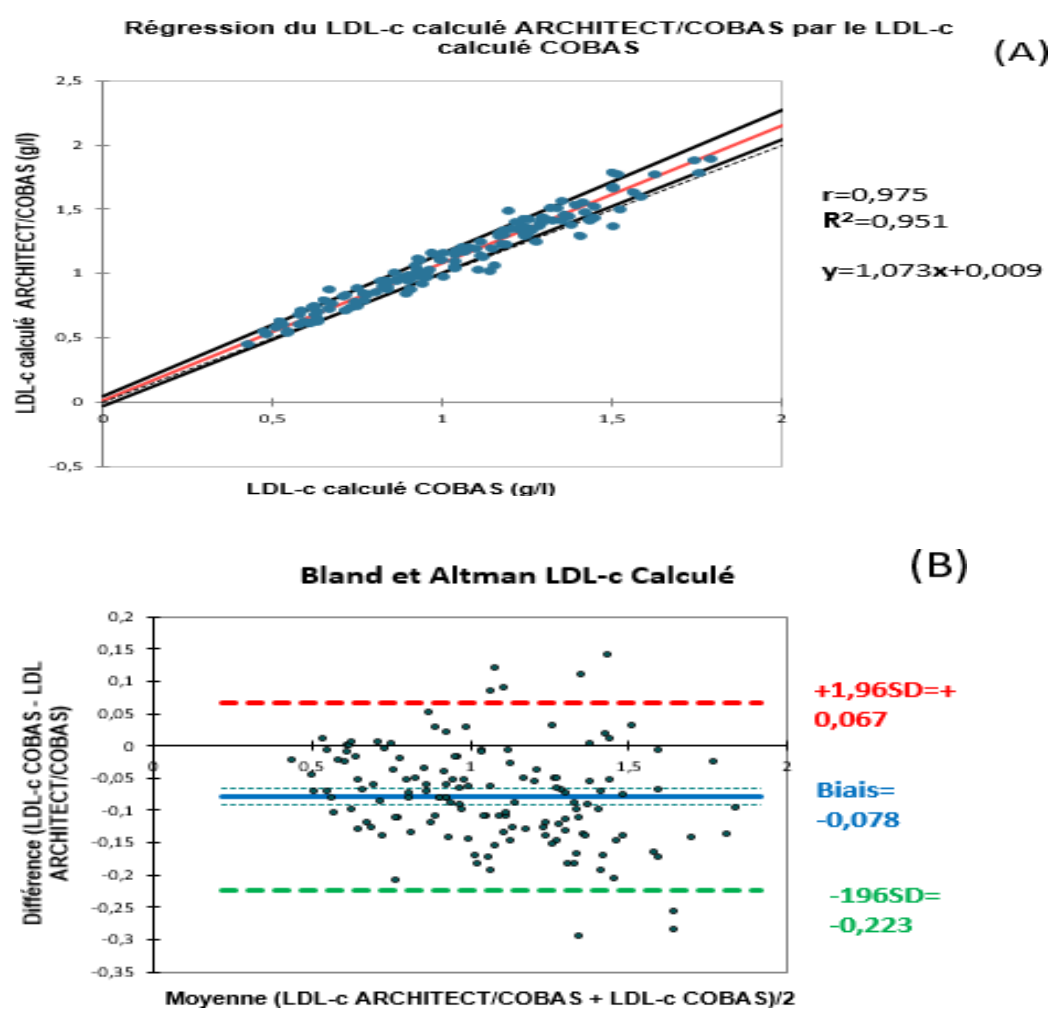 Régression du LDL-c calculé ARCHITECT/COBAS par le LDL-c
calculé COBAS
(A)
LDL-c calculé ARCHITECT/COBAS (g/l)
2,5
2
1,5
1
0,5
0
-0,5
0
0,5
1
1,5
2
LDL-c calculé COBAS (g/l)
r=0,975
R²=0,951
y=1,073x+0,009
(B)
Bland et Altman LDL-c Calculé
Différence (LDL-c COBAS - LDL
ARCHITECT/COBAS)
0,2
0,15
0,1
0,05
0
-0,05
-0,1
-0,15
-0,2
-0,25
-0,3
-0,35
0
0,5
1
1,5
2
+1,96SD=+
0,067
Biais=
-0,078
-196SD=
-0,223
Moyenne (LDL-c ARCHITECT/COBAS + LDL-c COBAS)/2